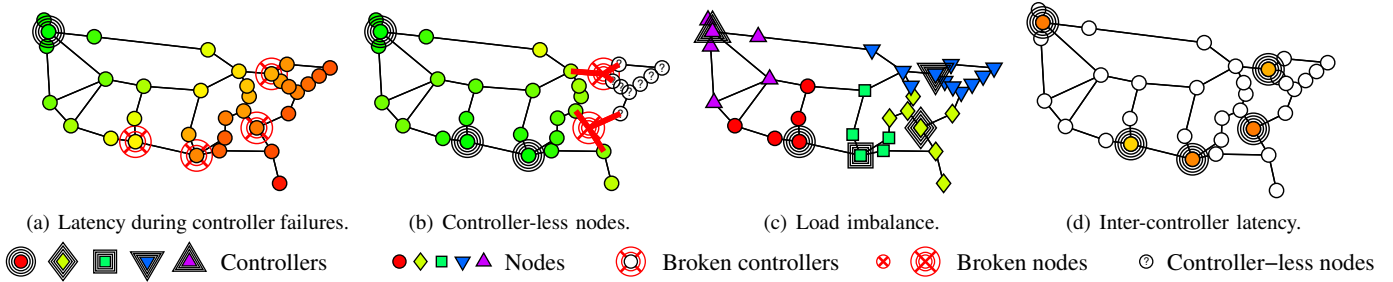 ? ? ? ? ? ? ? ?
(a) Latency during controller failures.
(b) Controller-less nodes.
(c) Load imbalance.
(d) Inter-controller latency.
Controllers
Nodes
Broken controllers
Broken nodes
? Controller−less nodes